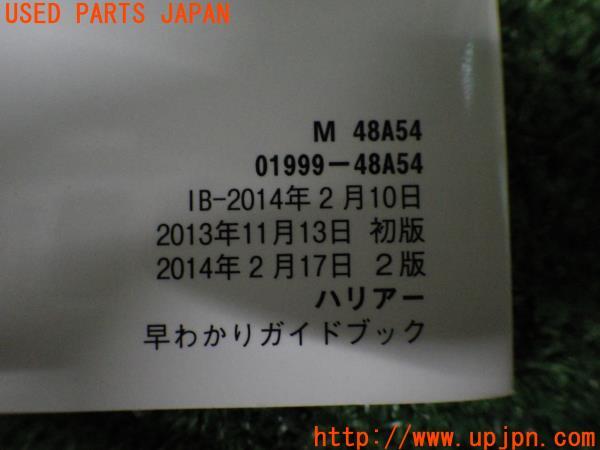 USED PARTS JAPAN
M 48A54
01999-48A54
IB-2014年2月10日
2013年11月13日 初版
2014年2月17日 2版
ハリアー
早わかりガイドブック
http://www.upjpn.com